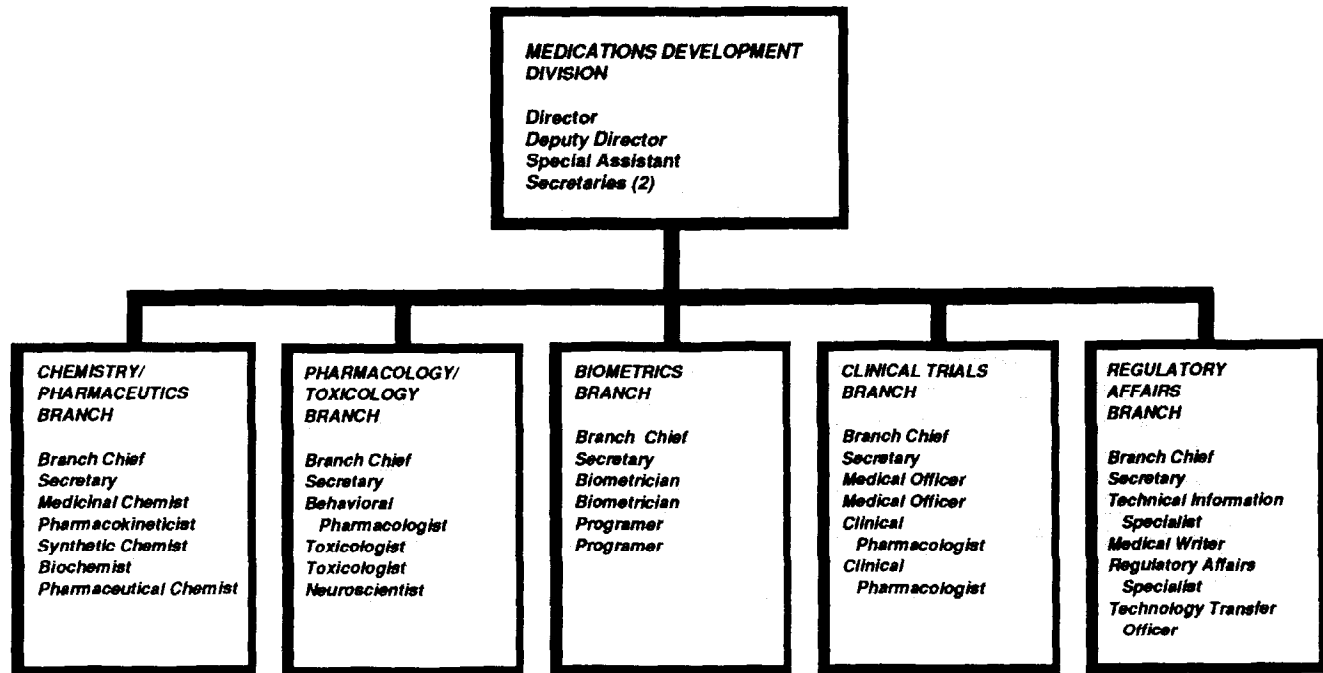 MEDICATIONS DEVELOPMENT
DIVISION
Director
Deputy Director
Special Assistant
Secretaries (2)
CHEMISTRY/
PHARMACEUTICS
BRANCH
Branch Chief
Secretary
Medicinal Chemist
Pharmacokineticist
Synthetic Chemist
Biochemist
Pharmaceutical Chemist
PHARMACOLOGY/
TOXICOLOGY
BRANCH
Branch Chief
Secretary
Behavioral
Pharmacologist
Toxicologist
Toxicologist
Neuroscientist
BIOMETRICS
BRANCH
Branch Chief
Secretary
Biometrician
Biometrician
Programer
Programer
CLINICAL TRIALS
BRANCH
Branch Chief
Secretary
Medical Officer
Medical Officer
Clinical
Pharmacologist
Clinical
Pharmacologist
REGULATORY
AFFAIRS
BRANCH
Branch Chief
Secretary
Technical Information
Specialist
Medical Writer
Regulatory Affairs
Specialist
Technology Transfer
Officer